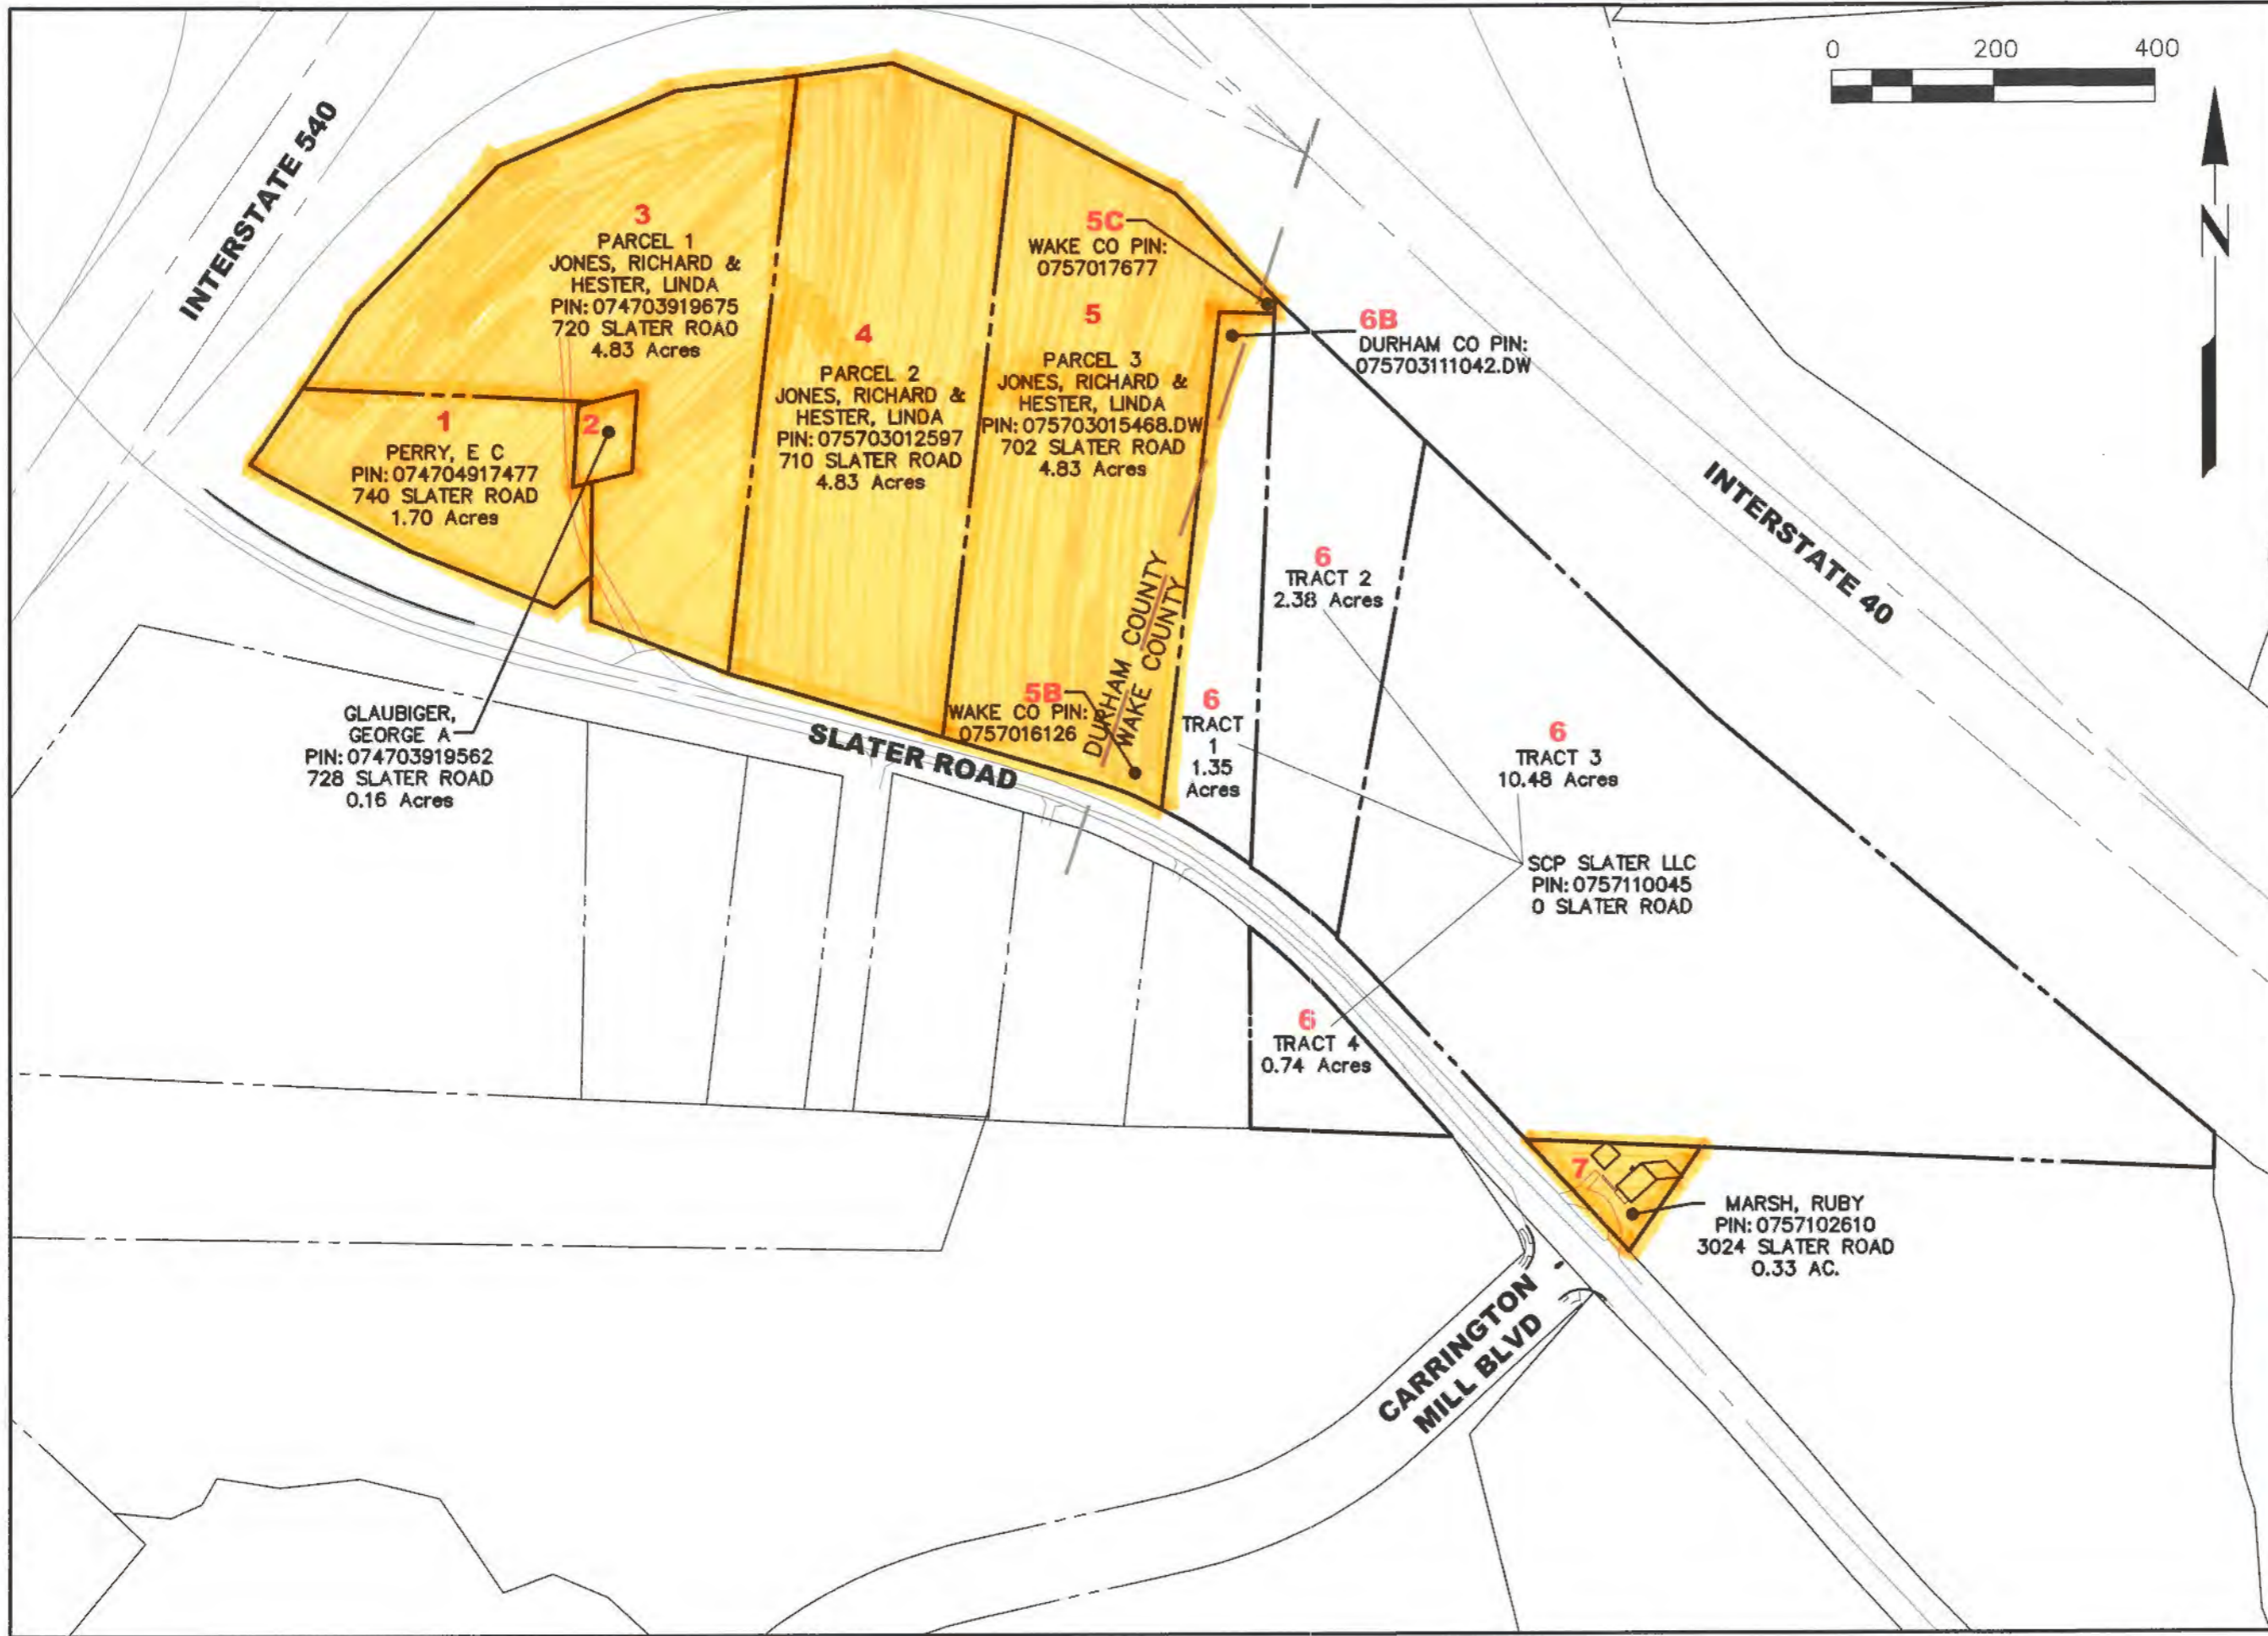 0 200 400
N
INTERSTATE 540
3
PARCEL 1
JONES, RICHARD &
HESTER, LINDA
PIN: 074703919675
720 SLATER ROAD
4.83 Acres
5C
WAKE CO PIN:
0757017677
4
PARCEL 2
JONES, RICHARD &
HESTER, LINDA
PIN: 075703012597
710 SLATER ROAD
4.83 Acres
5
PARCEL 3
JONES, RICHARD &
HESTER, LINDA
PIN: 075703015468.DW
702 SLATER ROAD
4.83 Acres
6B
DURHAM CO PIN:
075703111042.DW
1
PERRY, E C
PIN: 074704917477
740 SLATER ROAD
1.70 Acres
2
INTERSTATE 40
6
TRACT 2
2.38 Acres
DURHAM COUNTY
WAKE COUNTY
5B
WAKE CO PIN:
0757016126
6
TRACT
1
1.35
Acres
6
TRACT 3
10.48 Acres
GLAUBIGER,
GEORGE A
PIN: 074703919562
728 SLATER ROAD
0.16 Acres
SLATER ROAD
SCP SLATER LLC
PIN: 0757110045
0 SLATER ROAD
6
TRACT 4
0.74 Acres
7
MARSH, RUBY
PIN: 0757102610
3024 SLATER ROAD
0.33 AC.
CARRINGTON
MILL BLVD